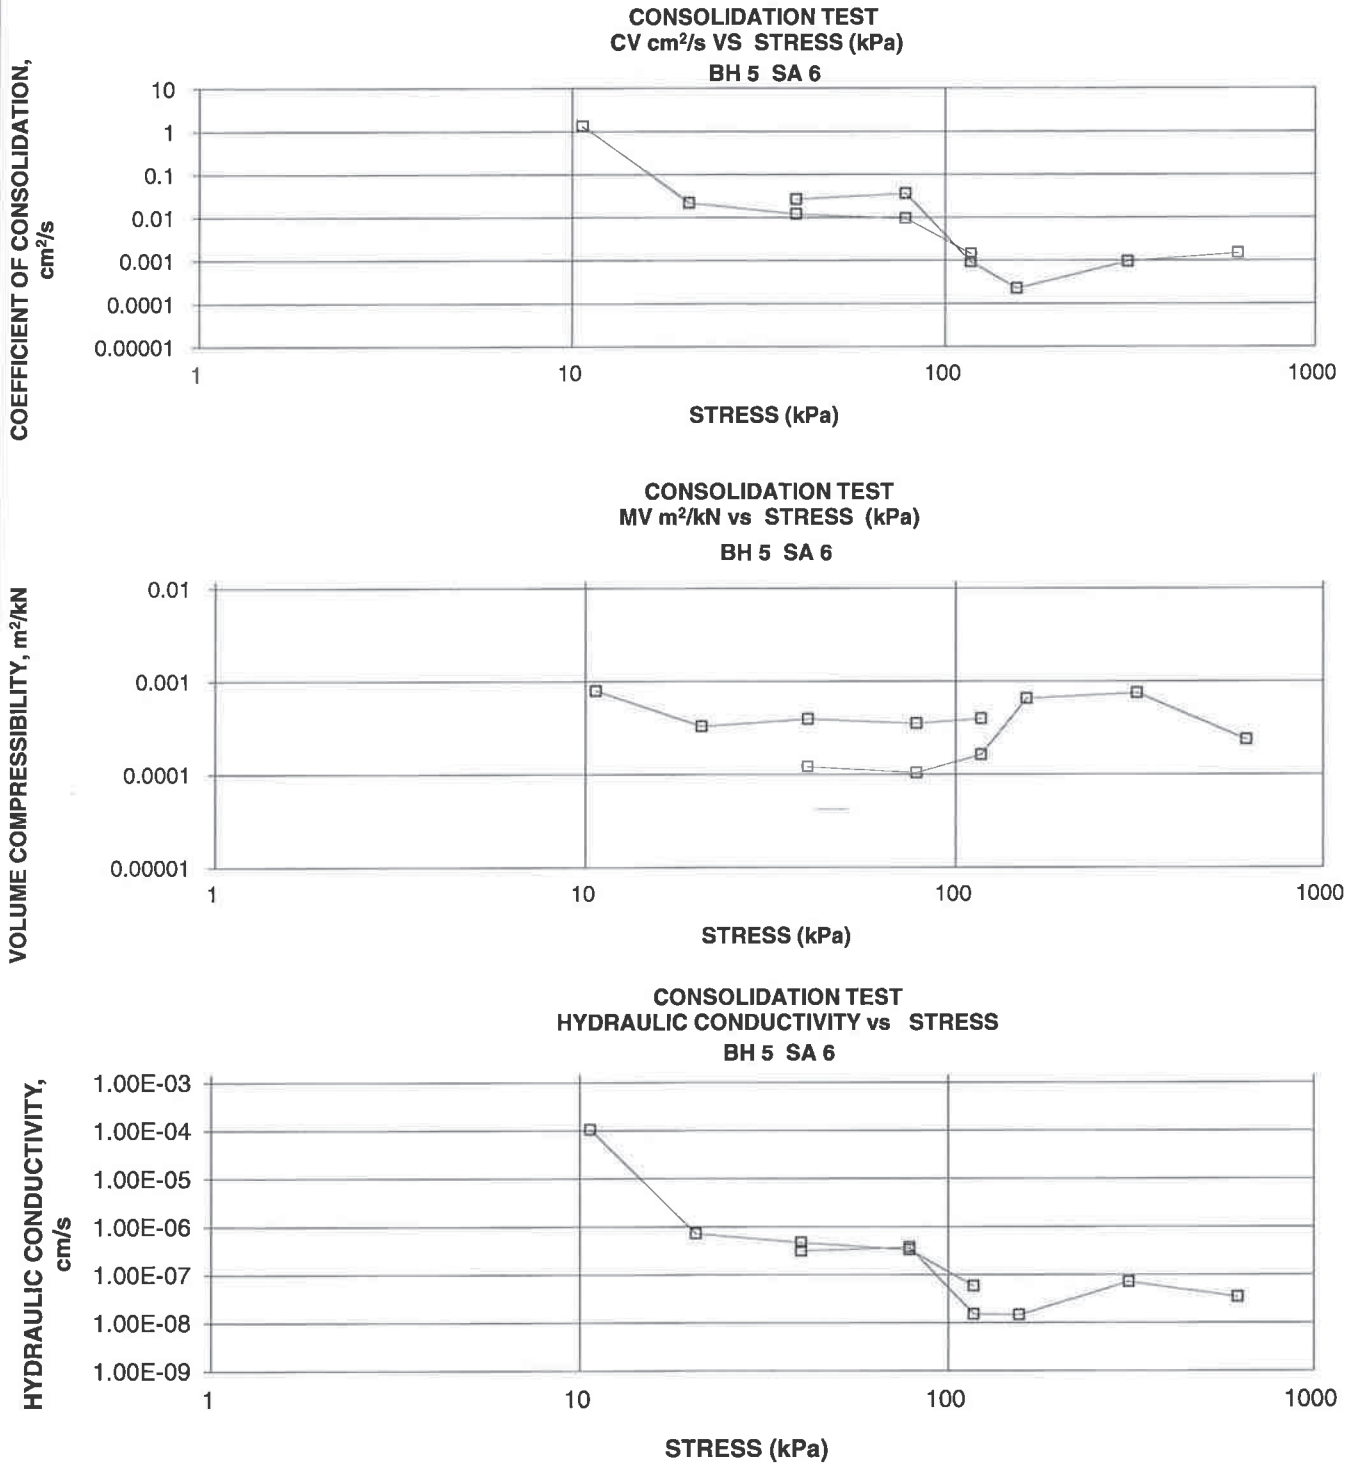 CONSOLIDATION TEST
CV cm²/s VS STRESS (kPa)
BH 5 SA 6
COEFFICIENT OF CONSOLIDATION,
cm²/s
10
1
0.1
0.01
0.001
0.0001
0.00001
1 10 100 1000
STRESS (kPa)
CONSOLIDATION TEST
MV m²/kN vs STRESS (kPa)
BH 5 SA 6
VOLUME COMPRESSIBILITY, m²/kN
0.01
0.001
0.0001
0.00001
1 10 100 1000
STRESS (kPa)
CONSOLIDATION TEST
HYDRAULIC CONDUCTIVITY vs STRESS
BH 5 SA 6
HYDRAULIC CONDUCTIVITY,
cm/s
1.00E-03
1.00E-04
1.00E-05
1.00E-06
1.00E-07
1.00E-08
1.00E-09
1 10 100 1000
STRESS (kPa)